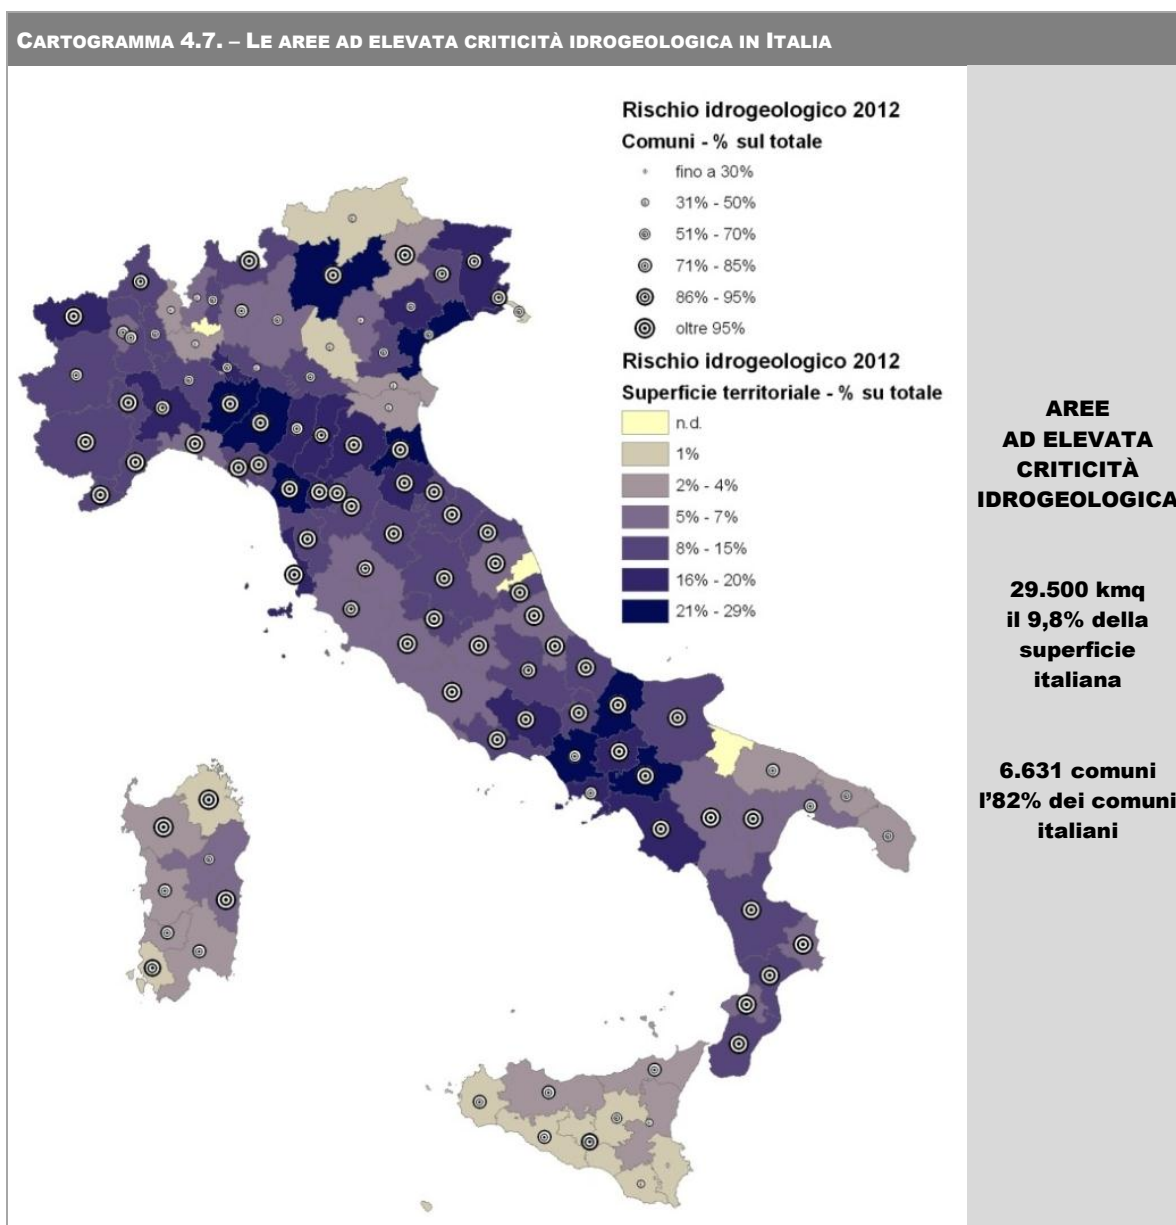 CARTOGRAMMA 4.7. – LE AREE AD ELEVATA CRITICITÀ IDROGEOLOGICA IN ITALIA
Rischio idrogeologico 2012
Comuni - % sul totale
fino a 30%
31% - 50%
51% - 70%
71% - 85%
86% - 95%
oltre 95%
Rischio idrogeologico 2012
Superficie territoriale - % su totale
n.d.
1%
2% - 4%
5% - 7%
8% - 15%
16% - 20%
21% - 29%
AREE
AD ELEVATA
CRITICITÀ
IDROGEOLOGICA
29.500 kmq
il 9,8% della
superficie
italiana
6.631 comuni
l'82% dei comuni
italiani